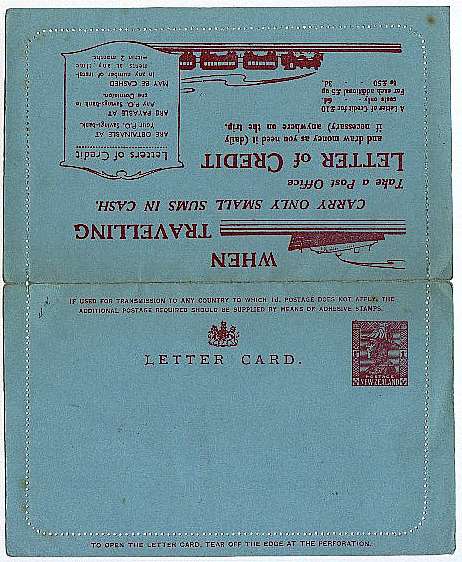 WHEN
TRAVELLING
CARRY ONLY SMALL SUMS IN CASH.
Take a Post Office
LETTER of CREDIT
and draw money as you need it (daily
if necessary) anywhere on the trip.
A Letter of Credit for £10
costs only - - 6d.
For each additional £5 up
to £50 - - - 3d.
Letters of Credit
ARE OBTAINABLE AT
Your P.O. Savings-bank
ARE PAYABLE AT
Any P.O. Savings-Bank in
the Dominion.
MAY BE CASHED
in any number of instal-
ments at any time
within 2 months
IF USED FOR TRANSMISSION TO ANY COUNTRY TO WHICH 1d. POSTAGE DOES NOT APPLY, THE
ADDITIONAL POSTAGE REQUIRED SHOULD BE SUPPLIED BY MEANS OF ADHESIVE STAMPS.
LETTER CARD.
POSTAGE
NEW ZEALAND
TO OPEN THE LETTER CARD, TEAR OFF THE EDGE AT THE PERFORATION.